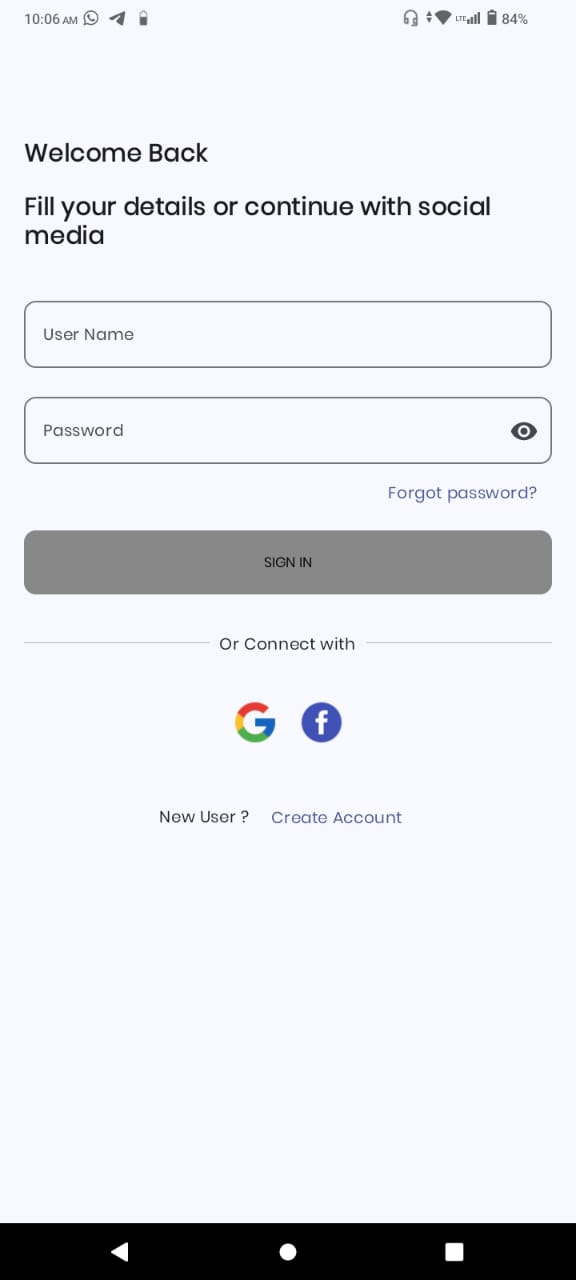 10:06 AM LTE 84%
Welcome Back
Fill your details or continue with social
media
User Name
Password
Forgot password?
SIGN IN
Or Connect with
New User ? Create Account